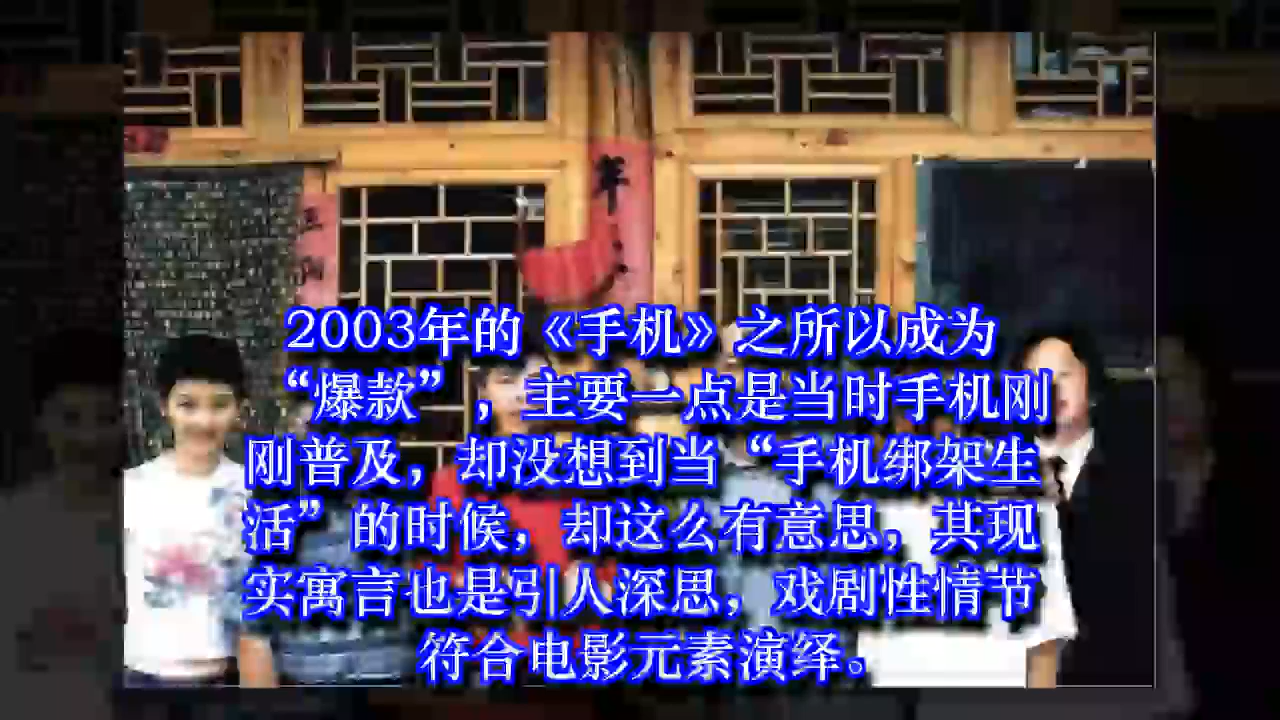 年
2003年的《手机》之所以成为
“爆款”，主要一点是当时手机刚
刚普及，却没想到当“手机绑架生
活”的时候，却这么有意思，其现
实寓言也是引人深思，戏剧性情节
符合电影元素演绎。